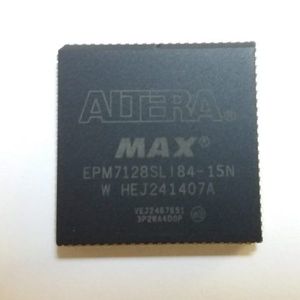 ALTERA
MAX®
EPM7128SLI84-15N
W HEJ241407A